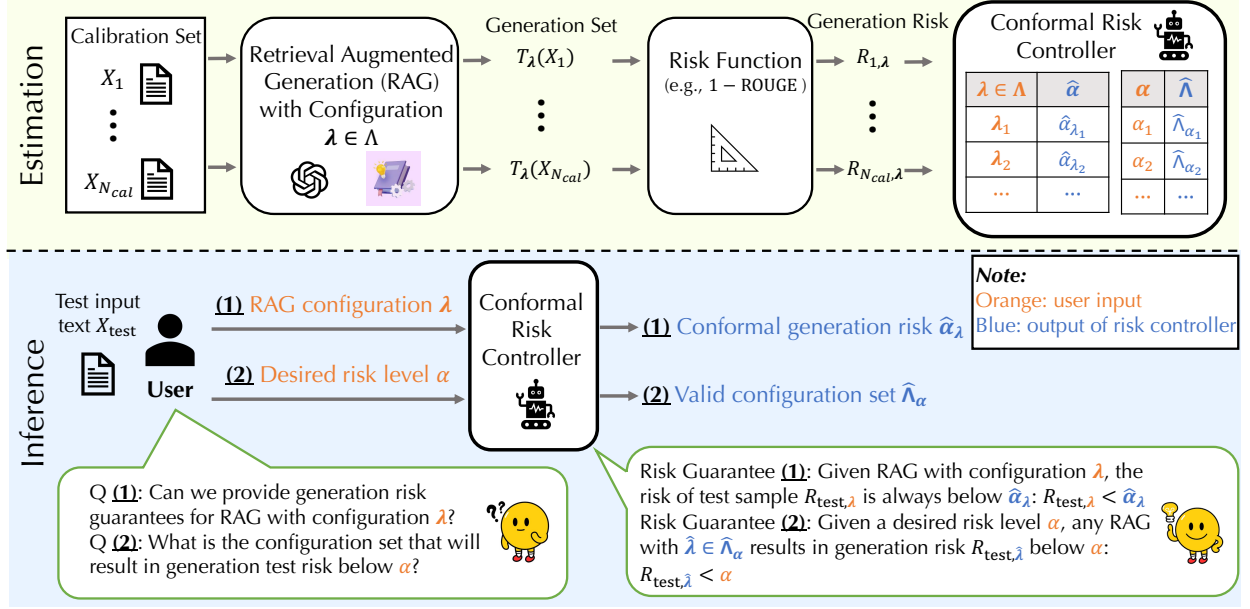 Estimation
Calibration Set
X_1
⋮
X_{N_{cal}}
Retrieval Augmented
Generation (RAG)
with Configuration
λ ∈ Λ
Generation Set
T_λ(X_1)
⋮
T_λ(X_{N_{cal}})
Risk Function
(e.g., 1 − ROUGE )
Generation Risk
R_{1,λ}
⋮
R_{N_{cal},λ}
Conformal Risk
Controller
λ ∈ Λ α̂
λ_1 α̂_{λ_1}
λ_2 α̂_{λ_2}
... ...
α Λ̂
α_1 Λ̂_{α_1}
α_2 Λ̂_{α_2}
... ...
Inference
Test input
text X_test
User
(1) RAG configuration λ
(2) Desired risk level α
Conformal
Risk
Controller
(1) Conformal generation risk α̂_λ
(2) Valid configuration set Λ̂_α
Note:
Orange: user input
Blue: output of risk controller
Q (1): Can we provide generation risk
guarantees for RAG with configuration λ?
Q (2): What is the configuration set that will
result in generation test risk below α?
??
Risk Guarantee (1): Given RAG with configuration λ, the
risk of test sample R_{test,λ} is always below α̂_λ: R_{test,λ} < α̂_λ
Risk Guarantee (2): Given a desired risk level α, any RAG
with λ̂ ∈ Λ̂_α results in generation risk R_{test,λ̂} below α:
R_{test,λ̂} < α